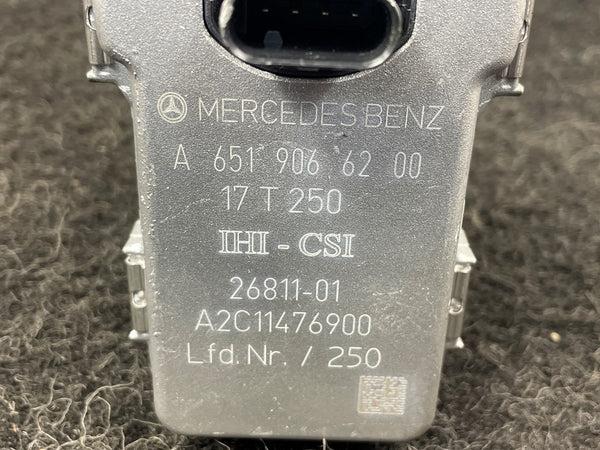 MERCEDES BENZ
A 651 906 62 00
17 T 250
IHI - CSI
26811-01
A2C11476900
Lfd.Nr. / 250